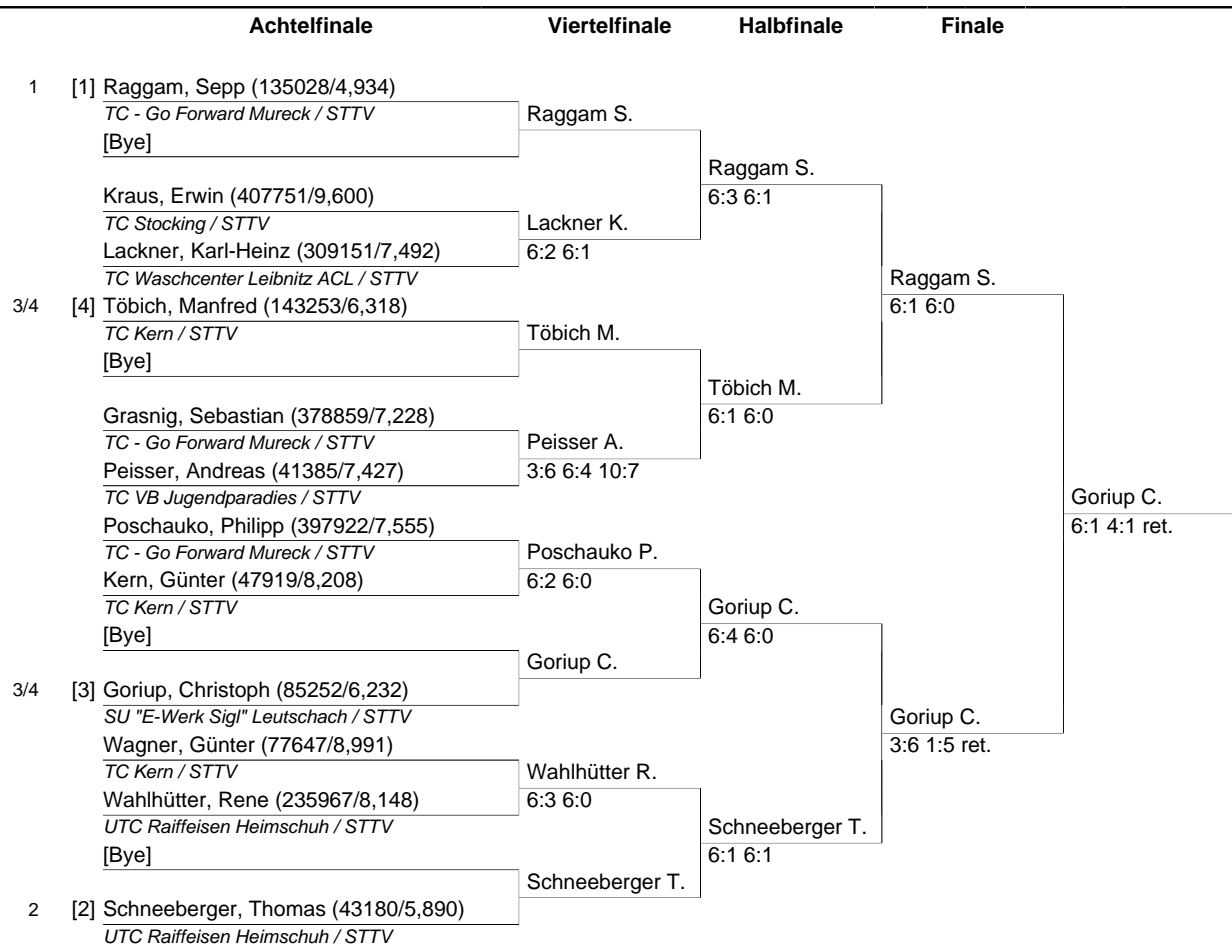 Achtelfinale Viertelfinale Halbfinale Finale
1 [1] Raggam, Sepp (135028/4,934)
TC - Go Forward Mureck / STTV Raggam S.
[Bye]
Raggam S.
Kraus, Erwin (407751/9,600) 6:3 6:1
TC Stocking / STTV Lackner K.
Lackner, Karl-Heinz (309151/7,492) 6:2 6:1
TC Waschcenter Leibnitz ACL / STTV Raggam S.
3/4 [4] Töbich, Manfred (143253/6,318) 6:1 6:0
TC Kern / STTV Töbich M.
[Bye]
Töbich M.
Grasnig, Sebastian (378859/7,228) 6:1 6:0
TC - Go Forward Mureck / STTV Peisser A.
Peisser, Andreas (41385/7,427) 3:6 6:4 10:7
TC VB Jugendparadies / STTV Goriup C.
Poschauko, Philipp (397922/7,555) 6:1 4:1 ret.
TC - Go Forward Mureck / STTV Poschauko P.
Kern, Günter (47919/8,208) 6:2 6:0
TC Kern / STTV Goriup C.
[Bye] 6:4 6:0
Goriup C.
3/4 [3] Goriup, Christoph (85252/6,232)
SU "E-Werk Sigl" Leutschach / STTV Goriup C.
Wagner, Günter (77647/8,991) 3:6 1:5 ret.
TC Kern / STTV Wahlhütter R.
Wahlhütter, Rene (235967/8,148) 6:3 6:0
UTC Raiffeisen Heimschuh / STTV Schneeberger T.
[Bye] 6:1 6:1
Schneeberger T.
2 [2] Schneeberger, Thomas (43180/5,890)
UTC Raiffeisen Heimschuh / STTV